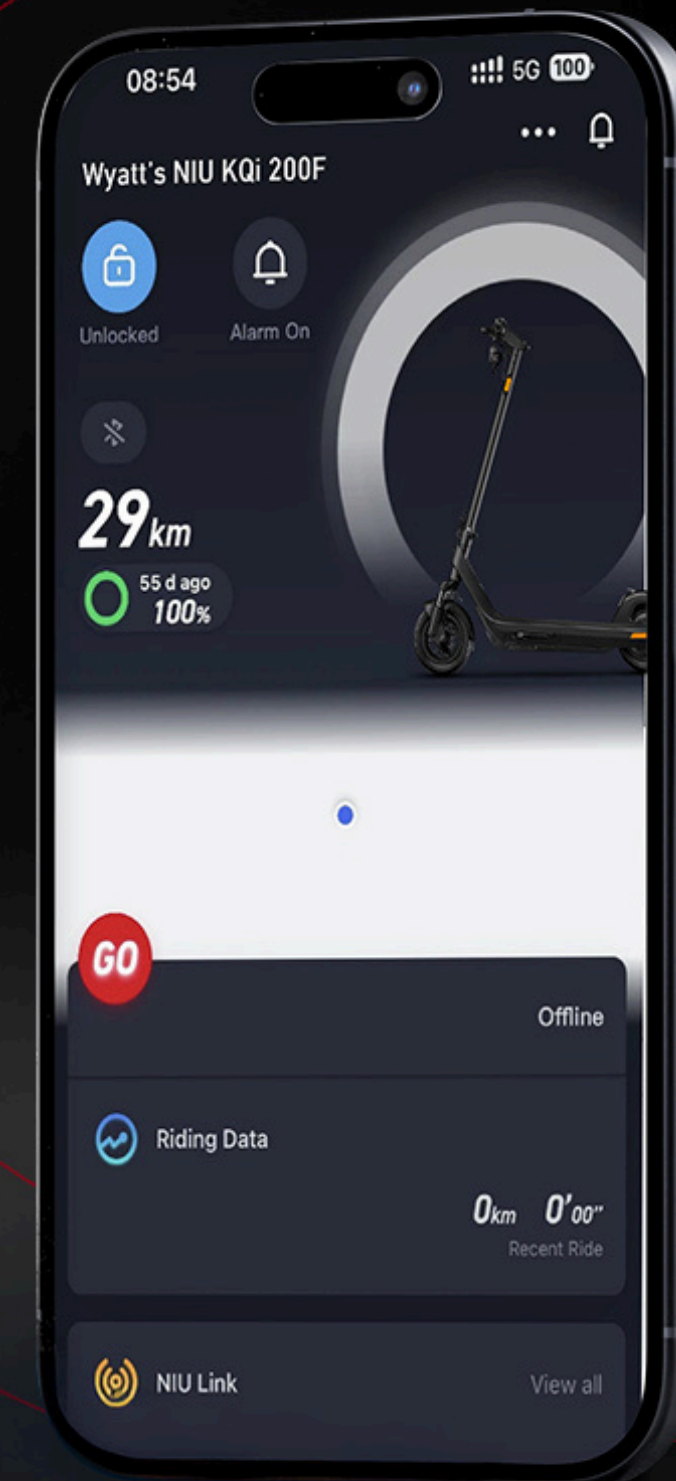 08:54 5G 100
Wyatt's NIU KQi 200F
Unlocked Alarm On
29km
55 d ago
100%
GO
Offline
Riding Data
0km 0'00"
Recent Ride
NIU Link View all